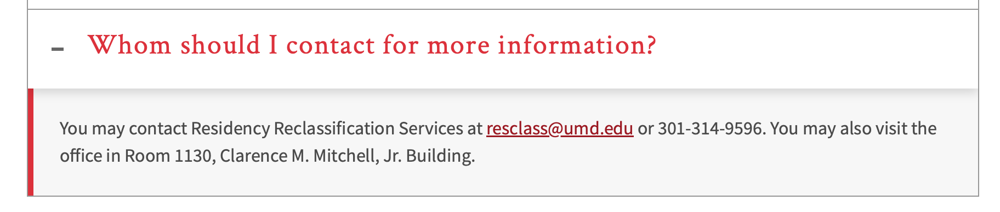 Whom should I contact for more information?
You may contact Residency Reclassification Services at resclass@umd.edu or 301-314-9596. You may also visit the
office in Room 1130, Clarence M. Mitchell, Jr. Building.